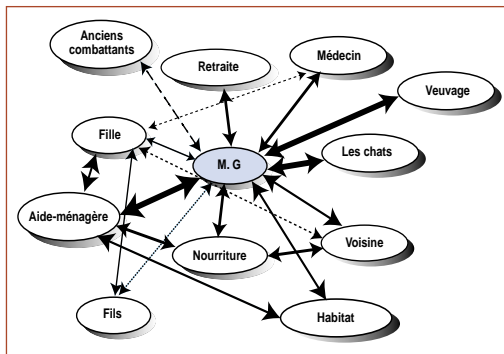 Anciens
combattants
Retraite
Médecin
Veuvage
Fille
M. G
Les chats
Aide-ménagère
Nourriture
Voisine
Fils
Habitat